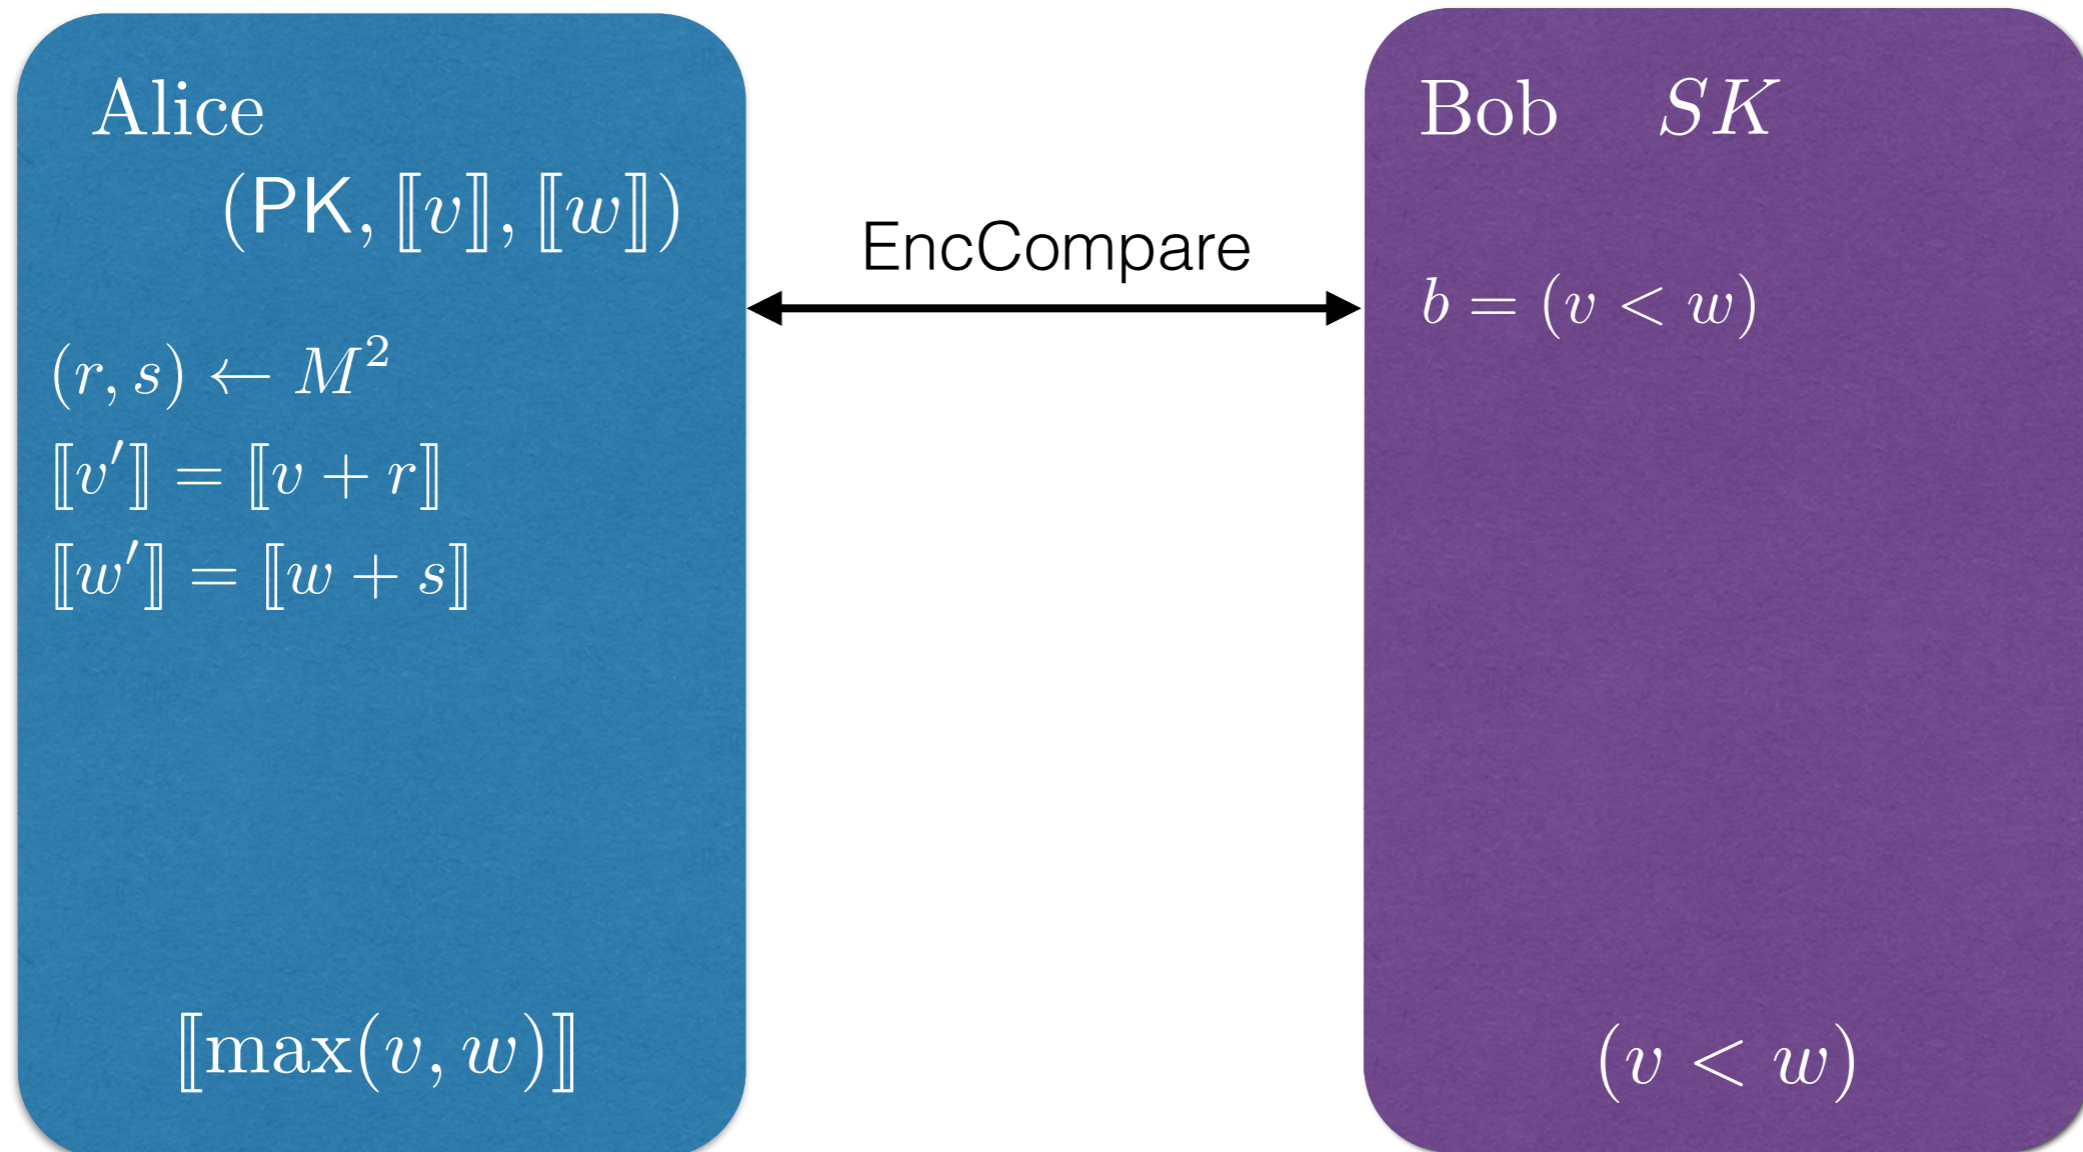 Alice
(PK, ⟦v⟧, ⟦w⟧)
(r, s) ← M²
⟦v′⟧ = ⟦v + r⟧
⟦w′⟧ = ⟦w + s⟧
⟦max(v, w)⟧
EncCompare
Bob SK
b = (v < w)
(v < w)